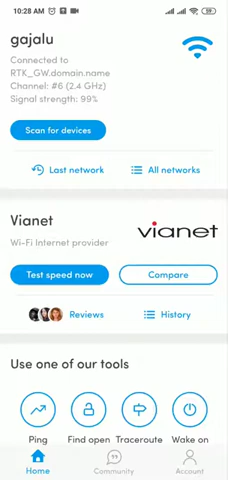 10:28 AM
59
gajalu
Connected to
RTK_GW.domain.name
Channel: #6 (2.4 GHz)
Signal strength: 99%
Scan for devices
Last network
All networks
Vianet
vianet
Wi-Fi Internet provider
Test speed now
Compare
Reviews
History
Use one of our tools
Ping
Find open
Traceroute
Wake on
Home
Community
Account